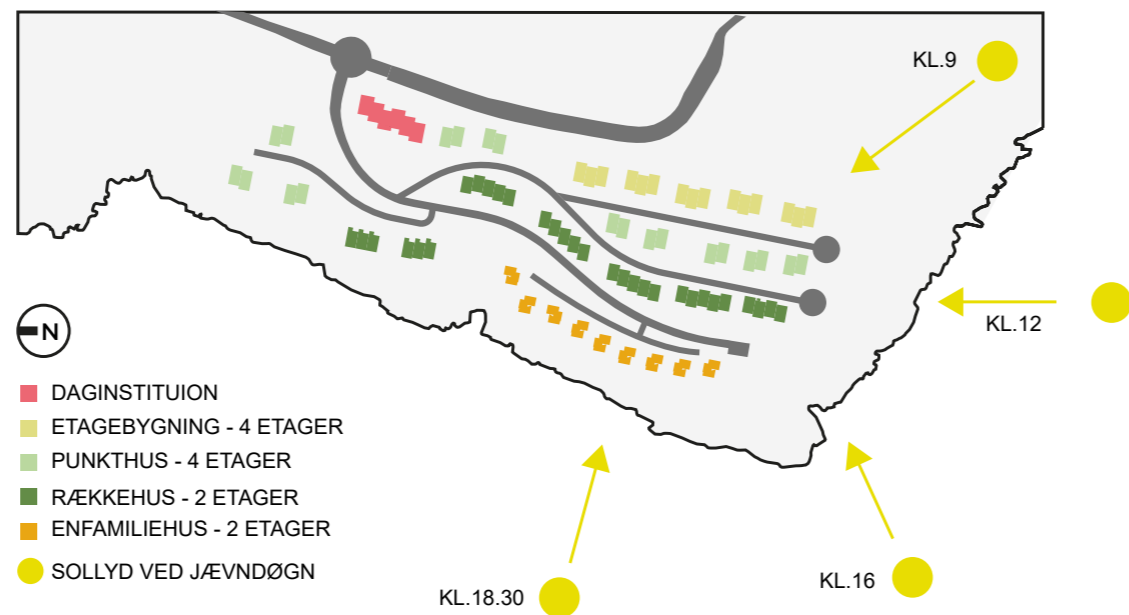 KL.9
KL.12
N
DAGINSTITUION
ETAGEBYGNING - 4 ETAGER
PUNKTHUS - 4 ETAGER
RÆKKEHUS - 2 ETAGER
ENFAMILIEHUS - 2 ETAGER
SOLLYD VED JÆVNDØGN
KL.16
KL.18.30